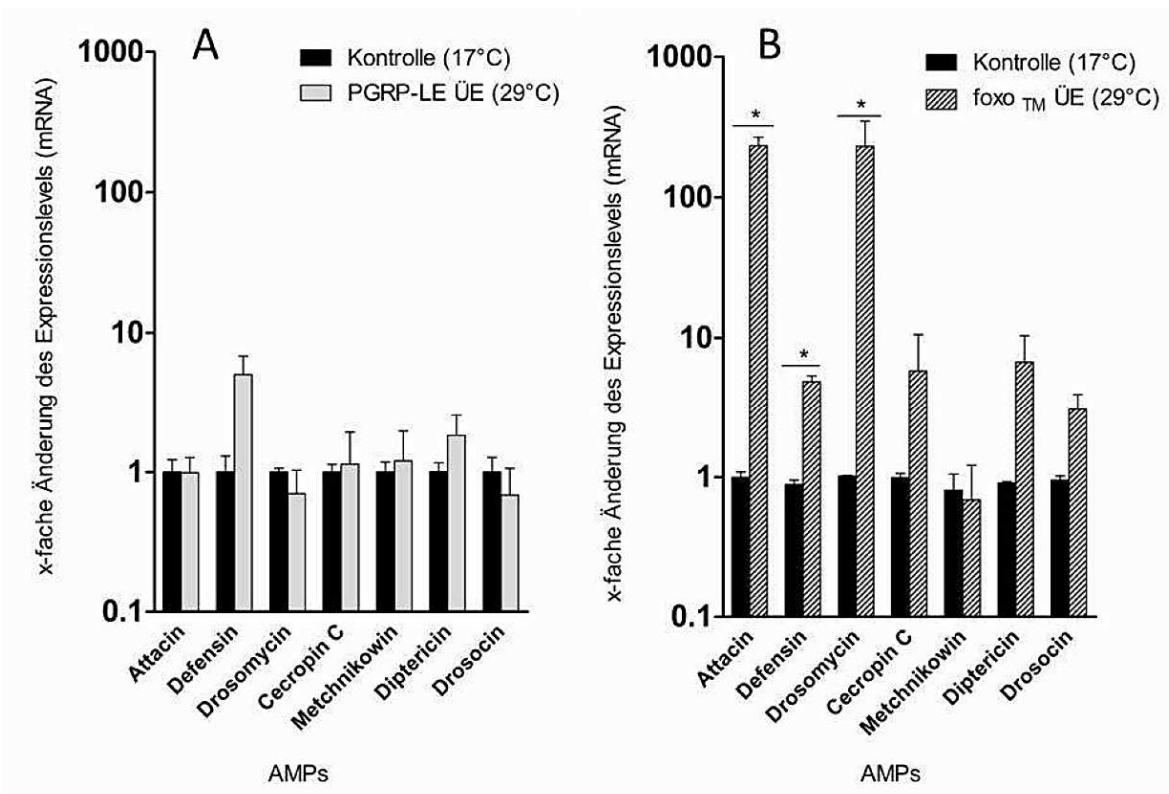 A
Kontrolle (17°C)
PGRP-LE ÜE (29°C)
x-fache Änderung des Expressionslevels (mRNA)
1000
100
10
1
0.1
Attacin
Defensin
Drosomycin
Cecropin C
Metchnikowin
Diptericin
Drosocin
AMPs
B
Kontrolle (17°C)
foxo TM ÜE (29°C)
x-fache Änderung des Expressionslevels (mRNA)
1000
100
10
1
0.1
*
*
*
Attacin
Defensin
Drosomycin
Cecropin C
Metchnikowin
Diptericin
Drosocin
AMPs